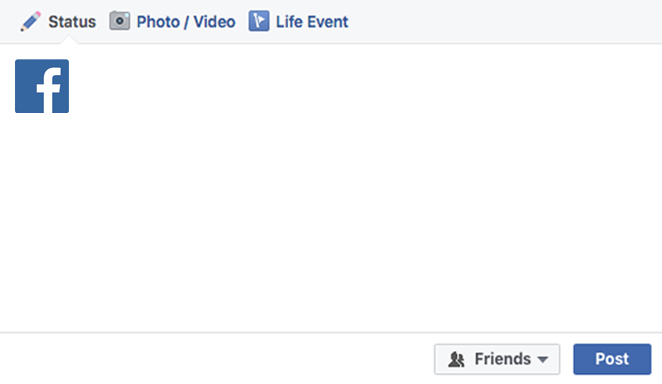 Status Photo / Video Life Event
f
Friends Post